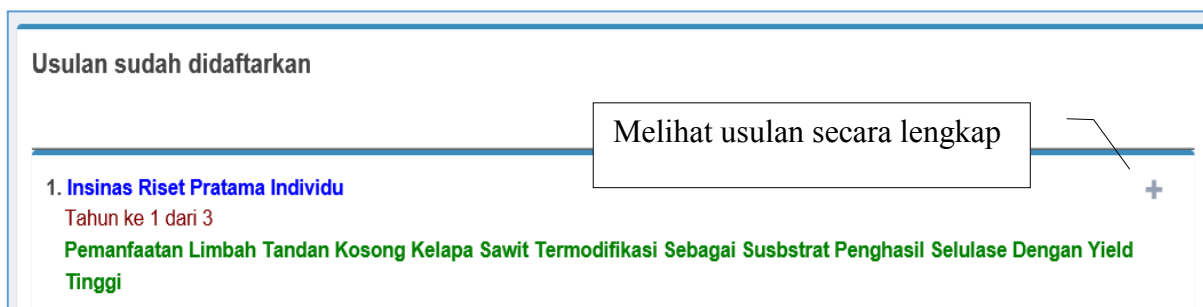 Usulan sudah didaftarkan
Melihat usulan secara lengkap
1. Insinas Riset Pratama Individu
Tahun ke 1 dari 3
Pemanfaatan Limbah Tandan Kosong Kelapa Sawit Termodifikasi Sebagai Susbstrat Penghasil Selulase Dengan Yield
Tinggi